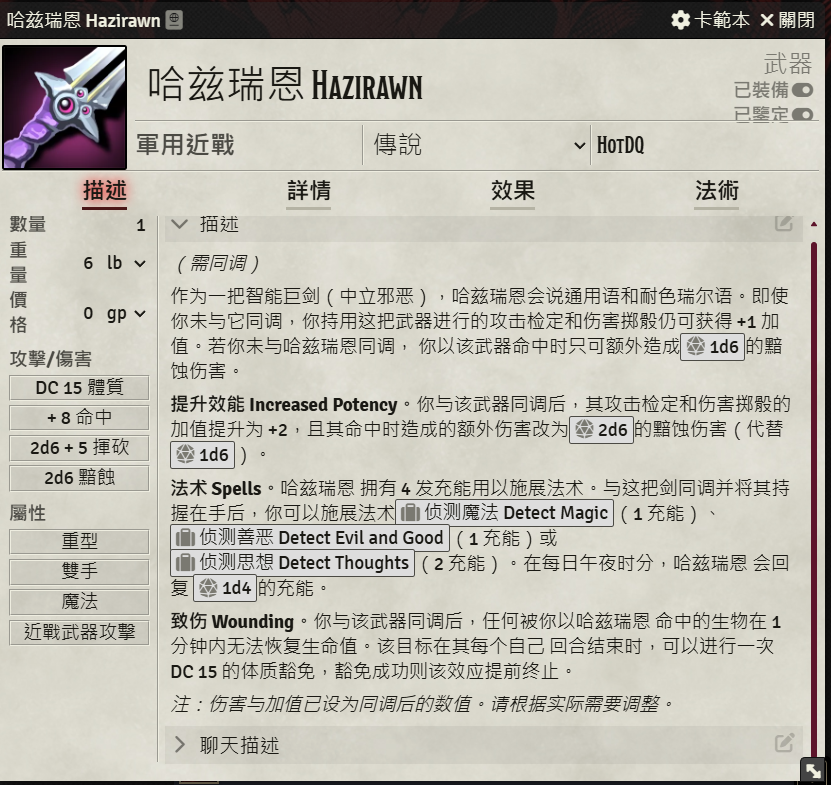 哈兹瑞恩 Hazirawn
卡範本 關閉
哈兹瑞恩 HAZIRAWN
武器
已裝備
已鑒定
軍用近戰 傳說 HOTDQ
描述 詳情 效果 法術
數量 1
重量 6 lb
價格 0 gp
攻擊/傷害
DC 15 體質
+ 8 命中
2d6 + 5 揮砍
2d6 黯蝕
屬性
重型
雙手
魔法
近戰武器攻擊
描述
（需同调）
作为一把智能巨剑（中立邪恶），哈兹瑞恩会说通用语和耐色瑞尔语。即使
你未与它同调，你持用这把武器进行的攻击检定和伤害掷骰仍可获得 +1 加
值。若你未与哈兹瑞恩同调， 你以该武器命中时只可额外造成 1d6 的黯
蚀伤害。
提升效能 Increased Potency。你与该武器同调后，其攻击检定和伤害掷骰的
加值提升为 +2，且其命中时造成的额外伤害改为 2d6 的黯蚀伤害（代替
1d6 ）。
法术 Spells。哈兹瑞恩 拥有 4 发充能用以施展法术。与这把剑同调并将其持
握在手后，你可以施展法术 侦测魔法 Detect Magic （1 充能）、
侦测善恶 Detect Evil and Good （1 充能）或
侦测思想 Detect Thoughts （2 充能）。在每日午夜时分，哈兹瑞恩 会回
复 1d4 的充能。
致伤 Wounding。你与该武器同调后，任何被你以哈兹瑞恩 命中的生物在 1
分钟内无法恢复生命值。该目标在其每个自己 回合结束时，可以进行一次
DC 15 的体质豁免，豁免成功则该效应提前终止。
注：伤害与加值已设为同调后的数值。请根据实际需要调整。
聊天描述